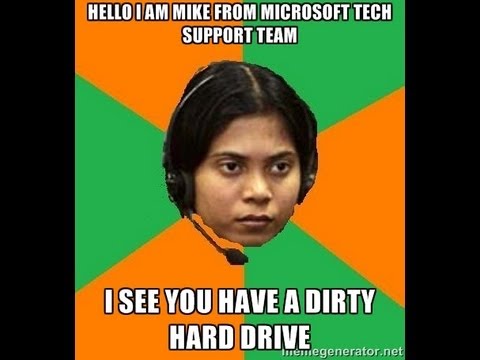 HELLO I AM MIKE FROM MICROSOFT TECH
SUPPORT TEAM
I SEE YOU HAVE A DIRTY
HARD DRIVE
memegenerator.net